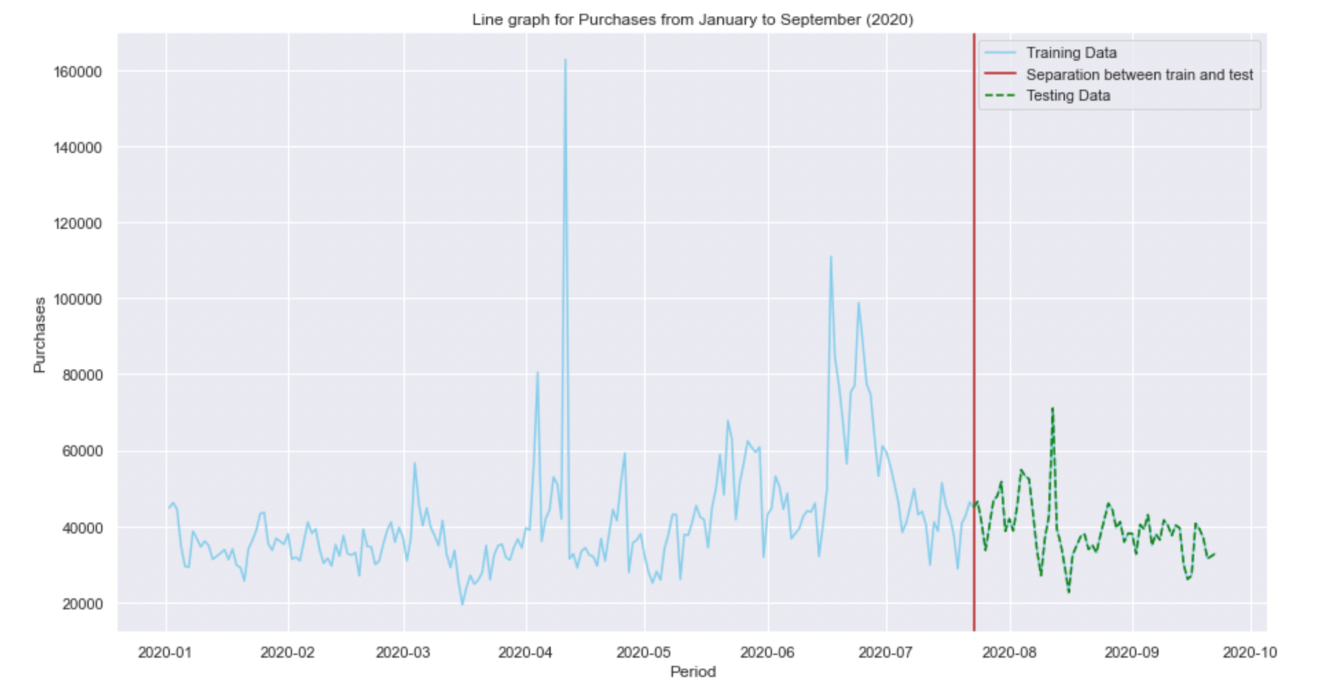 Line graph for Purchases from January to September (2020)
Training Data
Separation between train and test
Testing Data
160000
140000
120000
100000
80000
60000
40000
20000
Purchases
2020-01 2020-02 2020-03 2020-04 2020-05 2020-06 2020-07 2020-08 2020-09 2020-10
Period